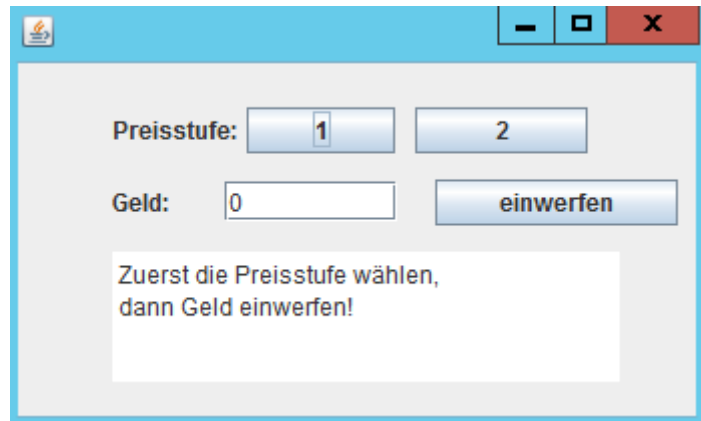 Preisstufe: 1 2
Geld: 0 einwerfen
Zuerst die Preisstufe wählen,
dann Geld einwerfen!